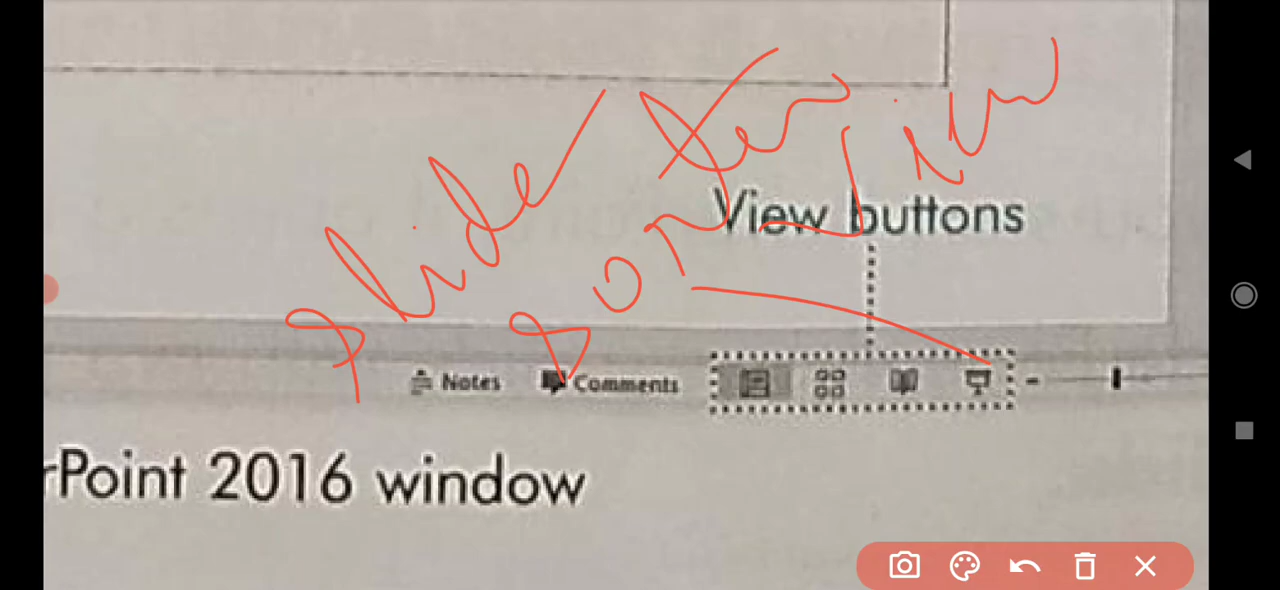 slide
sorter
view
View buttons
Notes Comments
rPoint 2016 window